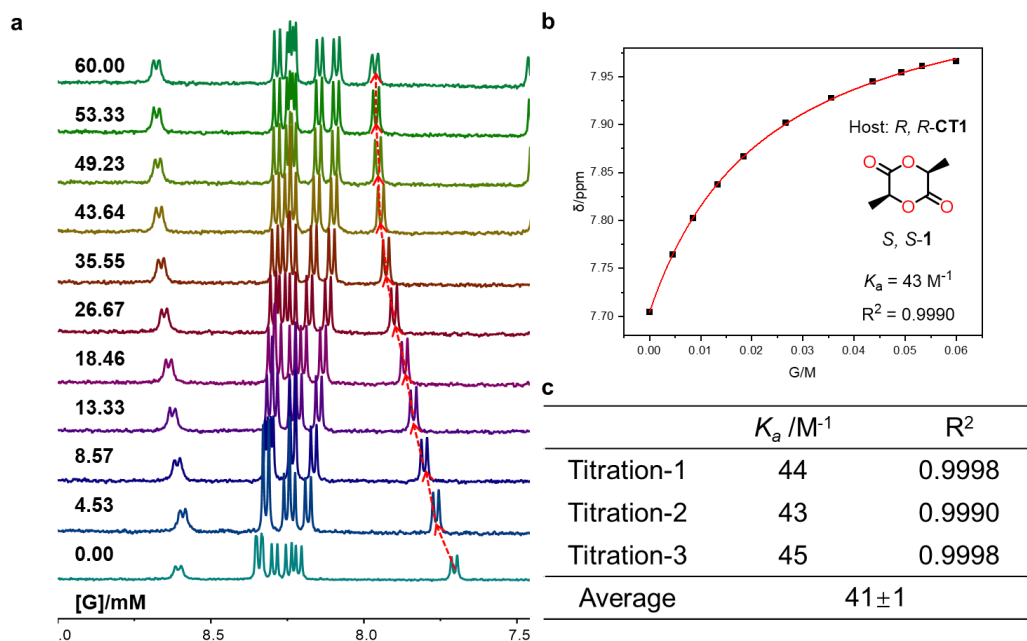 a
60.00
53.33
49.23
43.64
35.55
26.67
18.46
13.33
8.57
4.53
0.00
[G]/mM
.0 8.5 8.0 7.5
b
7.95
7.90
7.85
7.80
7.75
7.70
δ/ppm
0.00 0.01 0.02 0.03 0.04 0.05 0.06
G/M
Host: R, R-CT1
O O
O O
S, S-1
Kₐ = 43 M⁻¹
R² = 0.9990
c
Kₐ /M⁻¹ R²
Titration-1 44 0.9998
Titration-2 43 0.9990
Titration-3 45 0.9998
Average 41±1